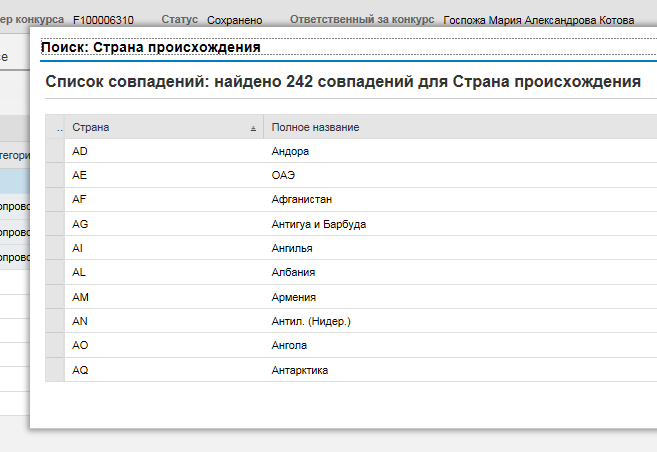 ер конкурса F100006310 Статус Сохранено Ответственный за конкурс Госпожа Мария Александрова Котова
Поиск: Страна происхождения
се
Список совпадений: найдено 242 совпадений для Страна происхождения
.. Страна Полное название
тегори
AD Андора
AE ОАЭ
AF Афганистан
опрово
AG Антигуа и Барбуда
опрово
AI Ангилья
опрово
AL Албания
AM Армения
AN Антил. (Нидер.)
AO Ангола
AQ Антарктика